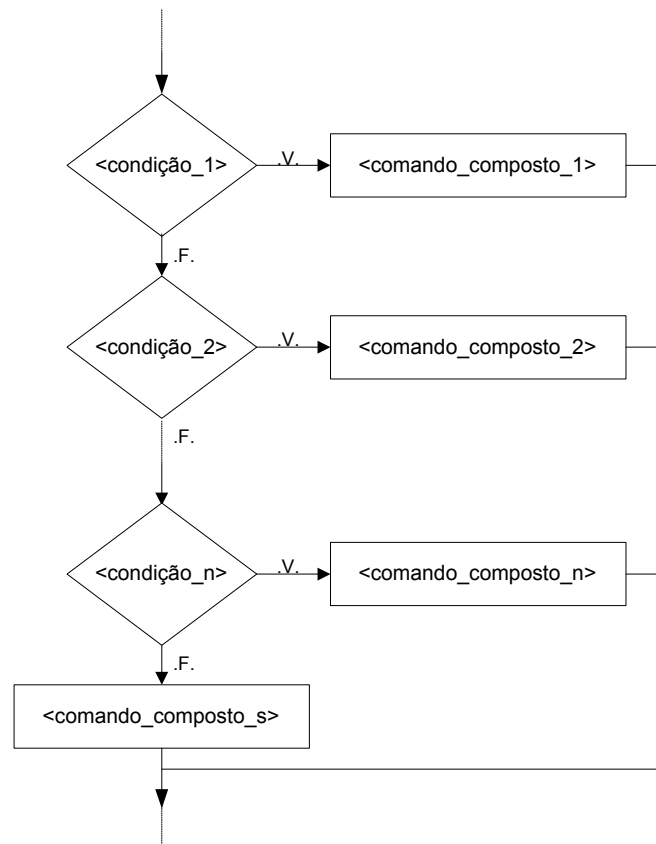 <condição_1>
.V.
<comando_composto_1>
.F.
<condição_2>
.V.
<comando_composto_2>
.F.
<condição_n>
.V.
<comando_composto_n>
.F.
<comando_composto_s>